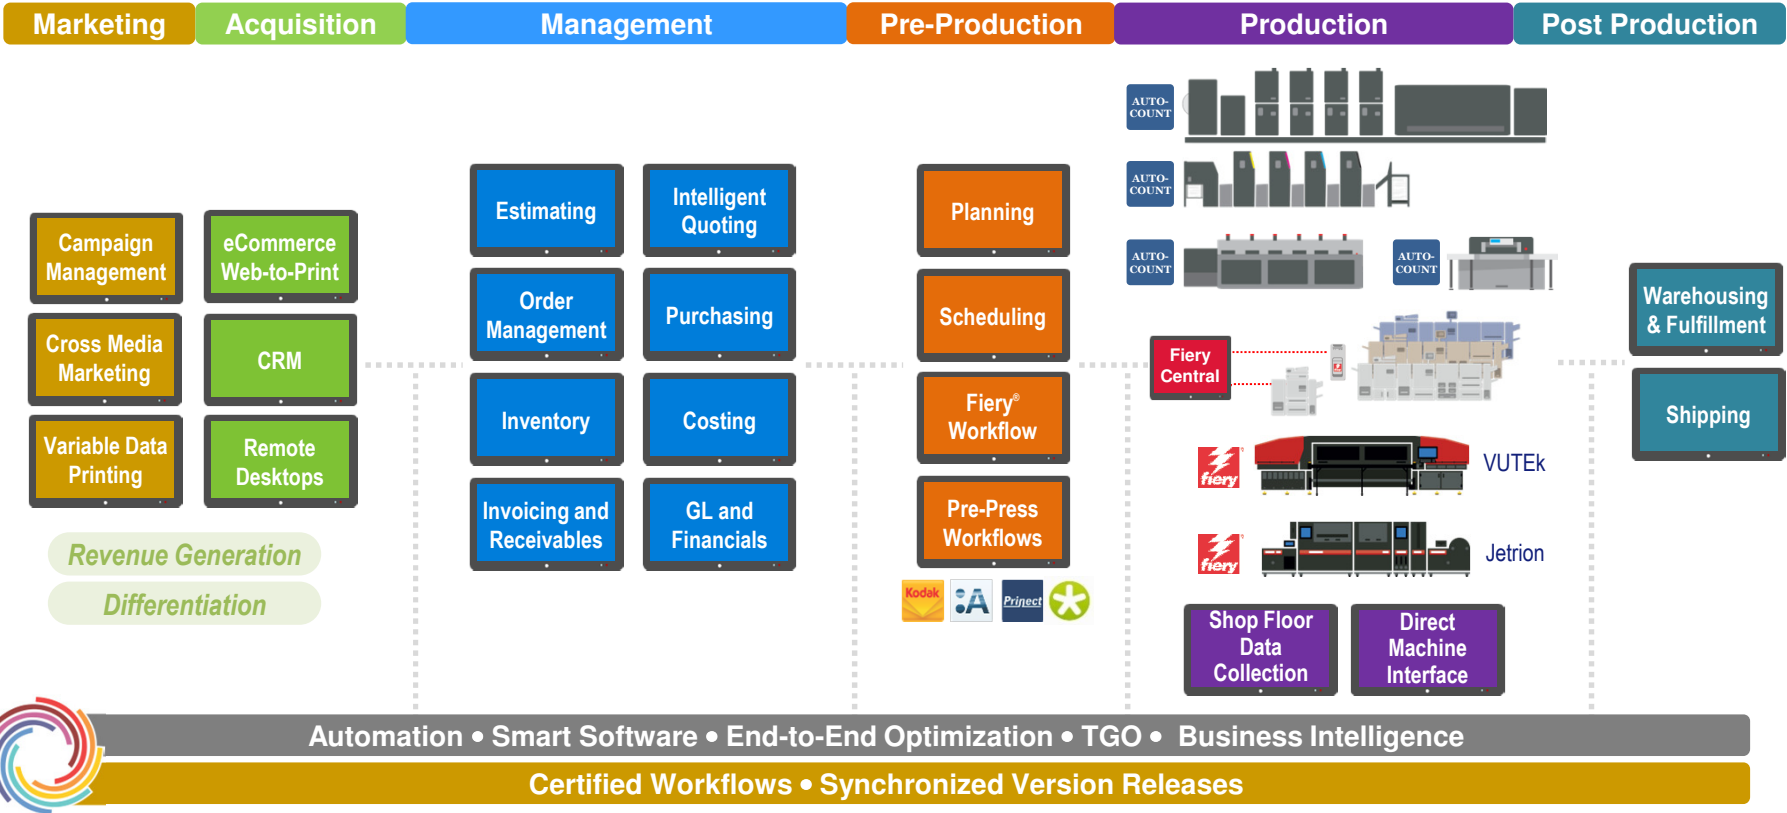 Marketing
Acquisition
Management
Pre-Production
Production
Post Production
Campaign
Management
Cross Media
Marketing
Variable Data
Printing
Revenue Generation
Differentiation
eCommerce
Web-to-Print
CRM
Remote
Desktops
Estimating
Intelligent
Quoting
Order
Management
Purchasing
Inventory
Costing
Invoicing and
Receivables
GL and
Financials
Planning
Scheduling
Fiery®
Workflow
Pre-Press
Workflows
Kodak
A
Prinect
AUTO-
COUNT
AUTO-
COUNT
AUTO-
COUNT
AUTO-
COUNT
Fiery
Central
fiery
VUTEk
fiery
Jetrion
Shop Floor
Data
Collection
Direct
Machine
Interface
Warehousing
& Fulfillment
Shipping
Automation • Smart Software • End-to-End Optimization • TGO • Business Intelligence
Certified Workflows • Synchronized Version Releases